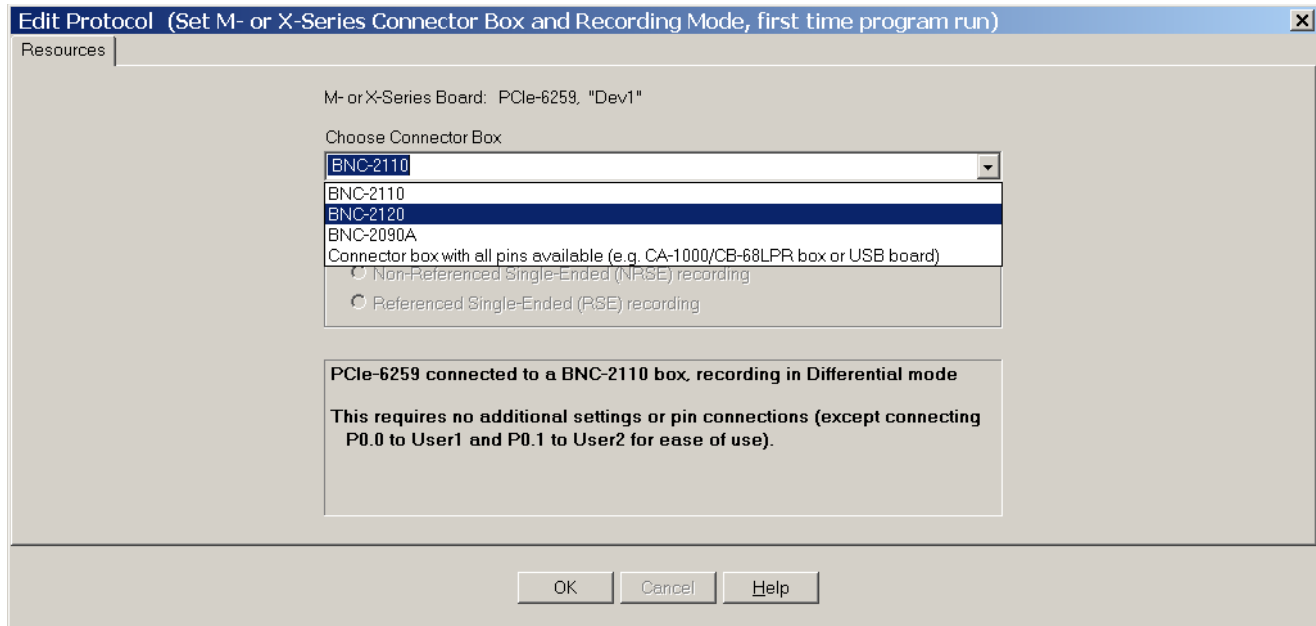 Edit Protocol (Set M- or X-Series Connector Box and Recording Mode, first time program run)
Resources
M- or X-Series Board: PCIe-6259, "Dev1"
Choose Connector Box
BNC-2110
BNC-2110
BNC-2120
BNC-2090A
Connector box with all pins available (e.g. CA-1000/CB-68LPR box or USB board)
Non-Referenced Single-Ended (NRSE) recording
Referenced Single-Ended (RSE) recording
PCIe-6259 connected to a BNC-2110 box, recording in Differential mode
This requires no additional settings or pin connections (except connecting
P0.0 to User1 and P0.1 to User2 for ease of use).
OK Cancel Help